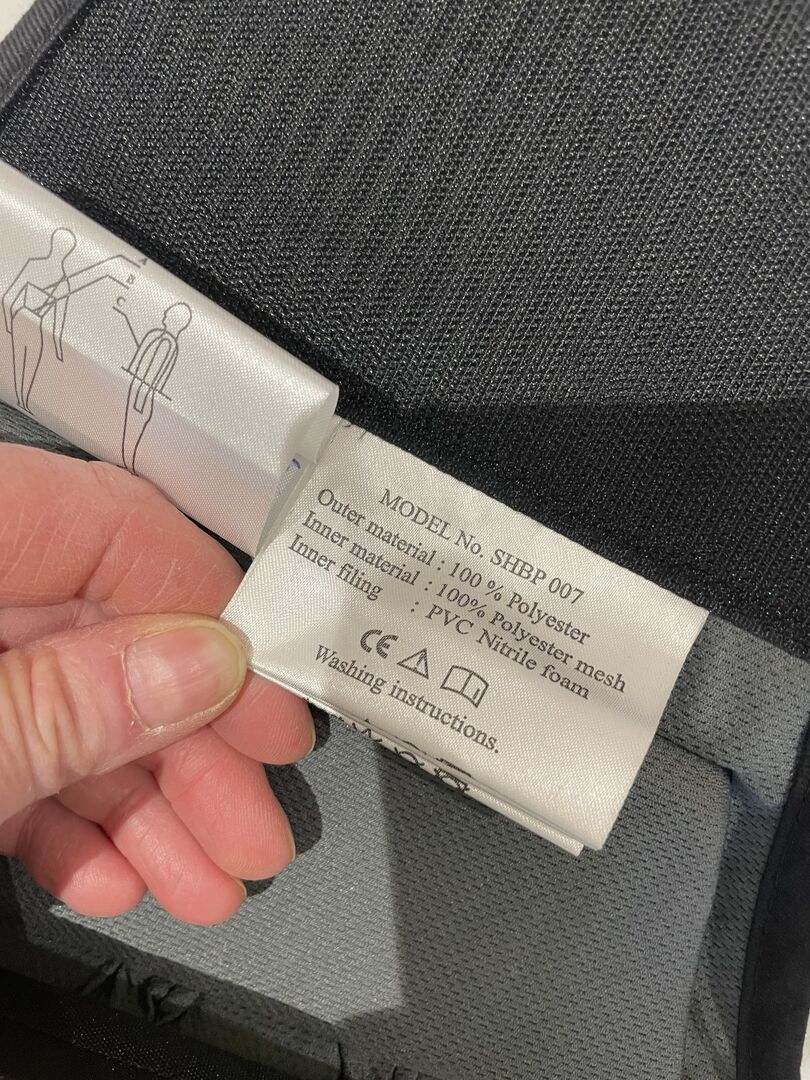 A
B
C
MODEL No. SHBP 007
Outer material : 100 % Polyester
Inner material : 100% Polyester mesh
Inner filing : PVC Nitrile foam
CE
Washing instructions.